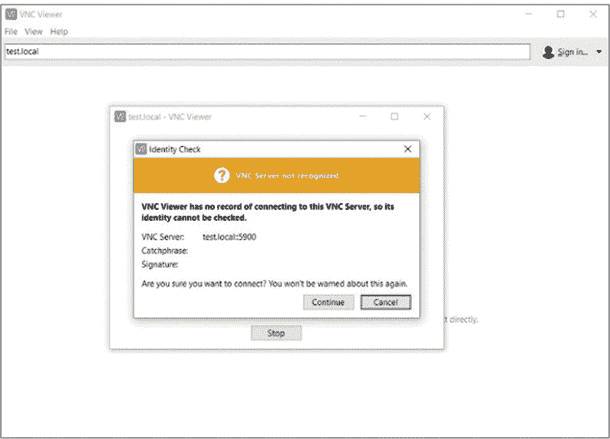 VNC Viewer
File View Help
test.local
Sign in...
test.local - VNC Viewer
Identity Check
VNC Server not recognized
VNC Viewer has no record of connecting to this VNC Server, so its
identity cannot be checked.
VNC Server: test.local::5900
Catchphrase:
Signature:
Are you sure you want to connect? You won't be warned about this again.
Continue Cancel
t directly.
Stop